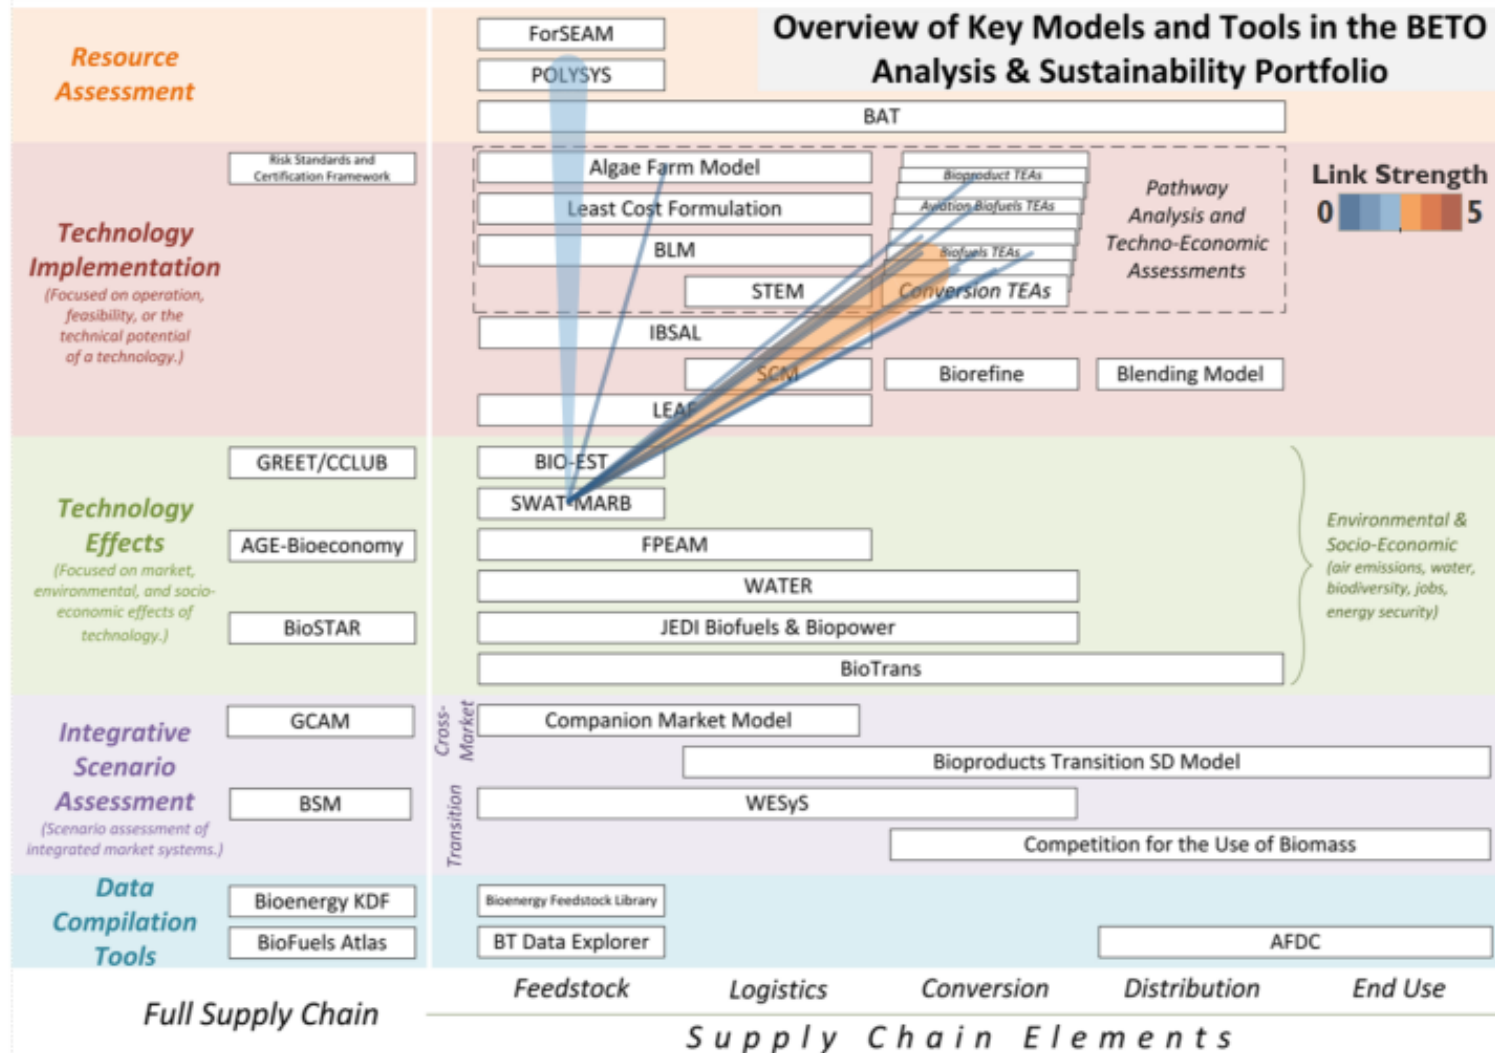 Overview of Key Models and Tools in the BETO
Analysis & Sustainability Portfolio
Resource
Assessment
ForSEAM
POLYSYS
BAT
Technology
Implementation
(Focused on operation,
feasibility, or the
technical potential
of a technology.)
Risk Standards and
Certification Framework
Algae Farm Model
Least Cost Formulation
BLM
STEM
IBSAL
SCM
LEAF
Bioproduct TEAs
Aviation Biofuels TEAs
Biofuels TEAs
Conversion TEAs
Biorefine
Blending Model
Pathway
Analysis and
Techno-Economic
Assessments
Link Strength
0 5
Technology
Effects
(Focused on market,
environmental, and socio-
economic effects of
technology.)
GREET/CCLUB
AGE-Bioeconomy
BioSTAR
BIO-EST
SWAT-MARB
FPEAM
WATER
JEDI Biofuels & Biopower
BioTrans
Environmental &
Socio-Economic
(air emissions, water,
biodiversity, jobs,
energy security)
Integrative
Scenario
Assessment
(Scenario assessment of
integrated market systems.)
GCAM
BSM
Cross-
Market
Transition
Companion Market Model
Bioproducts Transition SD Model
WESyS
Competition for the Use of Biomass
Data
Compilation
Tools
Bioenergy KDF
BioFuels Atlas
Bioenergy Feedstock Library
BT Data Explorer
AFDC
Full Supply Chain
Feedstock
Logistics
Conversion
Distribution
End Use
Supply Chain Elements